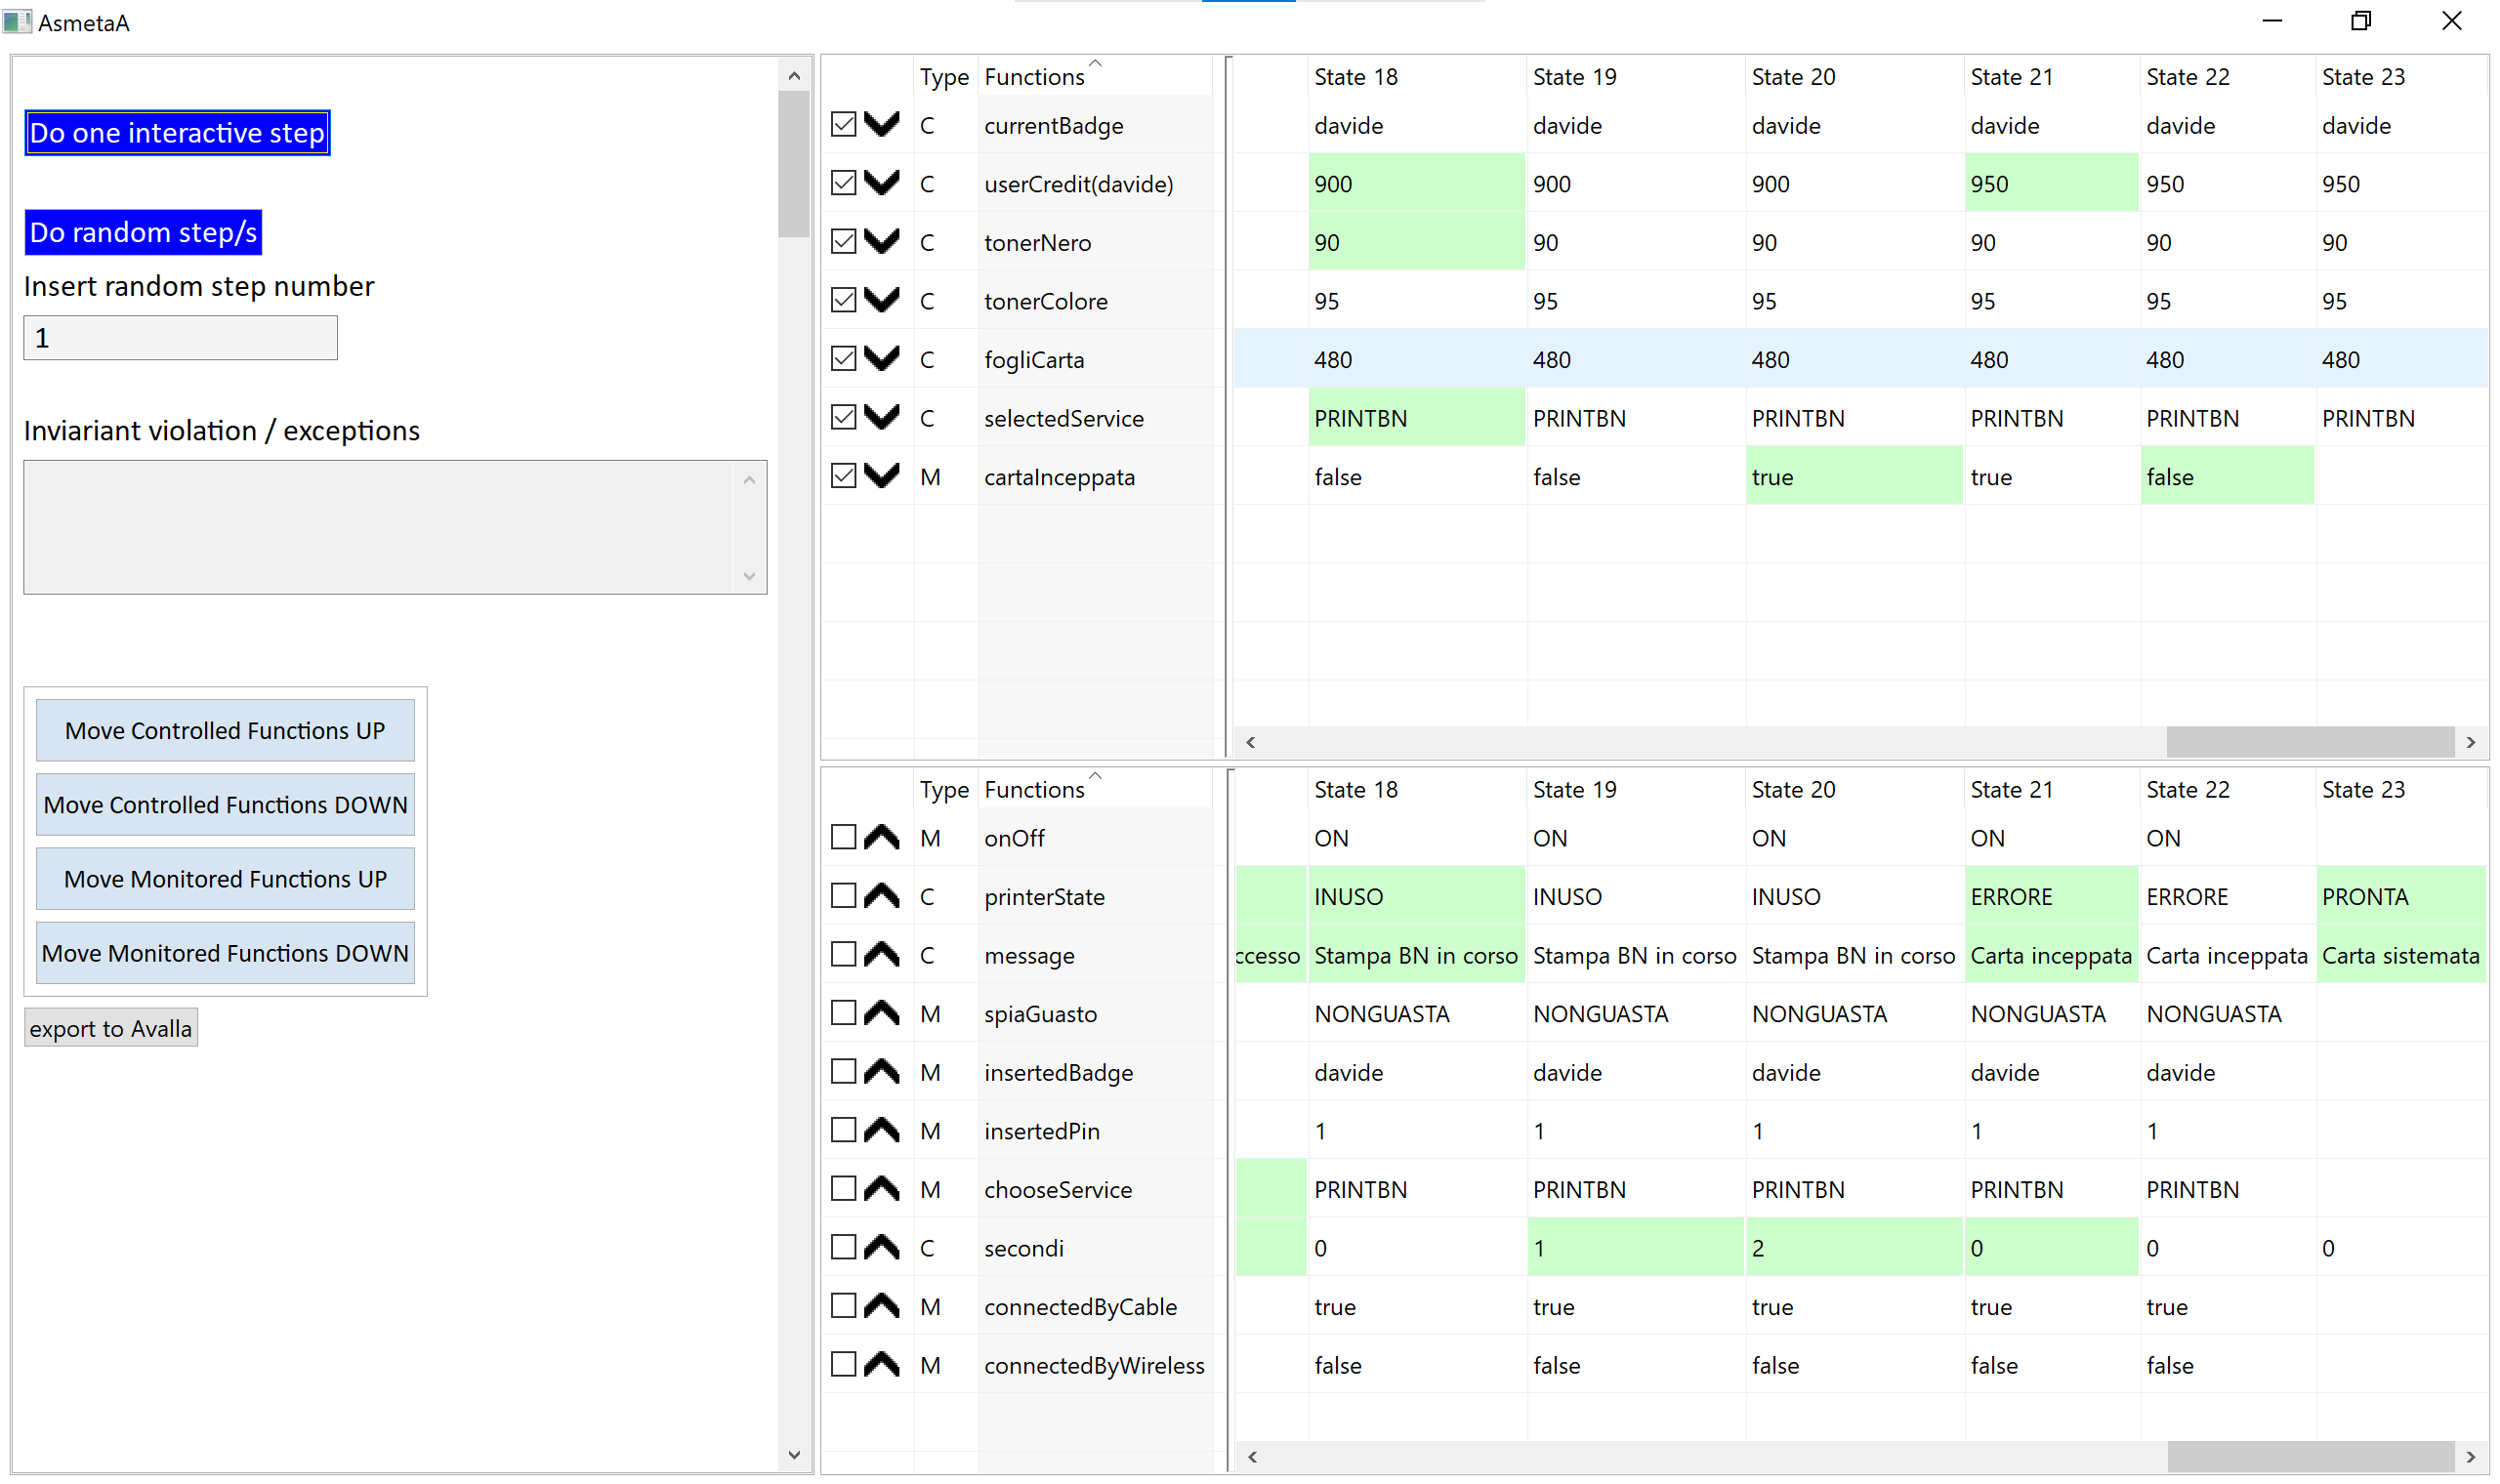 AsmetaA
Do one interactive step
Do random step/s
Insert random step number
1
Inviariant violation / exceptions
Move Controlled Functions UP
Move Controlled Functions DOWN
Move Monitored Functions UP
Move Monitored Functions DOWN
export to Avalla
Type Functions State 18 State 19 State 20 State 21 State 22 State 23
C currentBadge davide davide davide davide davide davide
C userCredit(davide) 900 900 900 950 950 950
C tonerNero 90 90 90 90 90 90
C tonerColore 95 95 95 95 95 95
C fogliCarta 480 480 480 480 480 480
C selectedService PRINTBN PRINTBN PRINTBN PRINTBN PRINTBN PRINTBN
M cartaInceppata false false true true false
Type Functions State 18 State 19 State 20 State 21 State 22 State 23
M onOff ON ON ON ON ON
C printerState INUSO INUSO INUSO ERRORE ERRORE PRONTA
C message ccesso Stampa BN in corso Stampa BN in corso Stampa BN in corso Carta inceppata Carta inceppata Carta sistemata
M spiaGuasto NONGUASTA NONGUASTA NONGUASTA NONGUASTA NONGUASTA
M insertedBadge davide davide davide davide davide
M insertedPin 1 1 1 1 1
M chooseService PRINTBN PRINTBN PRINTBN PRINTBN PRINTBN
C secondi 0 1 2 0 0 0
M connectedByCable true true true true true
M connectedByWireless false false false false false